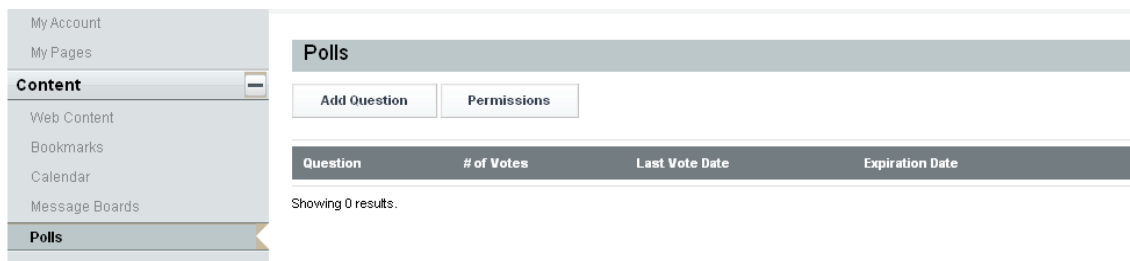 My Account
My Pages
Content
Web Content
Bookmarks
Calendar
Message Boards
Polls
Polls
Add Question Permissions
Question # of Votes Last Vote Date Expiration Date
Showing 0 results.